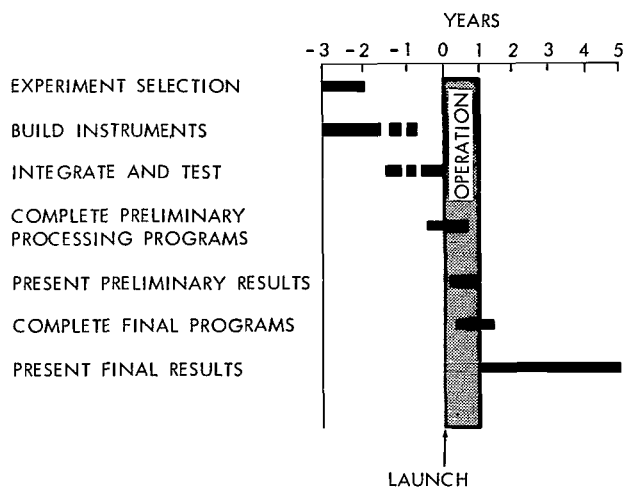 YEARS
-3 -2 -1 0 1 2 3 4 5
EXPERIMENT SELECTION
BUILD INSTRUMENTS
INTEGRATE AND TEST
COMPLETE PRELIMINARY
PROCESSING PROGRAMS
PRESENT PRELIMINARY RESULTS
COMPLETE FINAL PROGRAMS
PRESENT FINAL RESULTS
OPERATION
LAUNCH